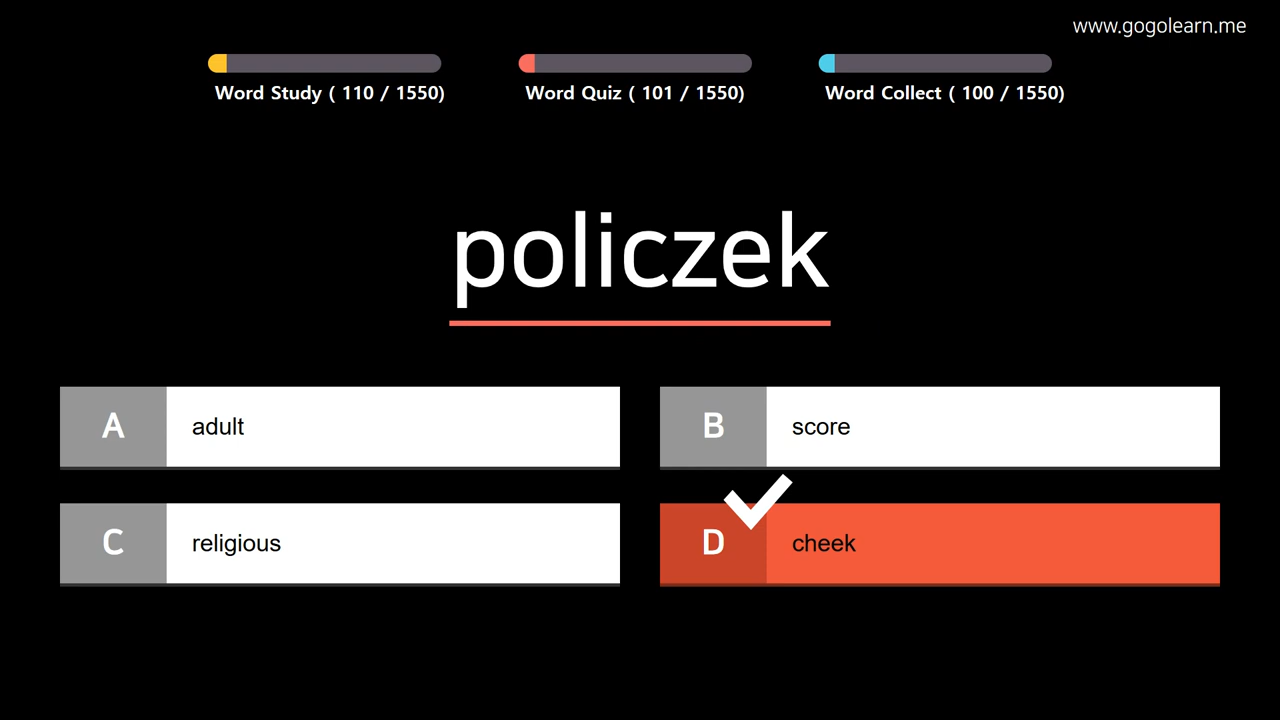 www.gogolearn.me
Word Study ( 110 / 1550)
Word Quiz ( 101 / 1550)
Word Collect ( 100 / 1550)
policzek
A adult
B score
C religious
D cheek